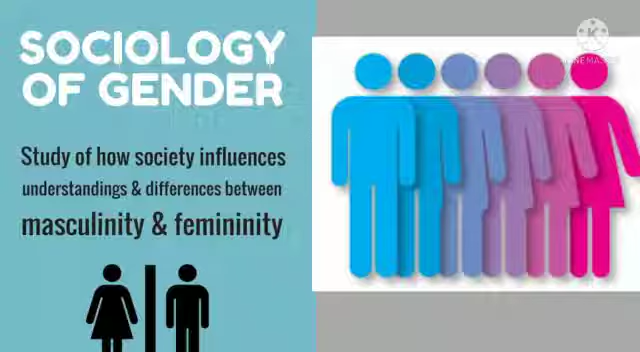 SOCIOLOGY
OF GENDER
Study of how society influences
understandings & differences between
masculinity & femininity